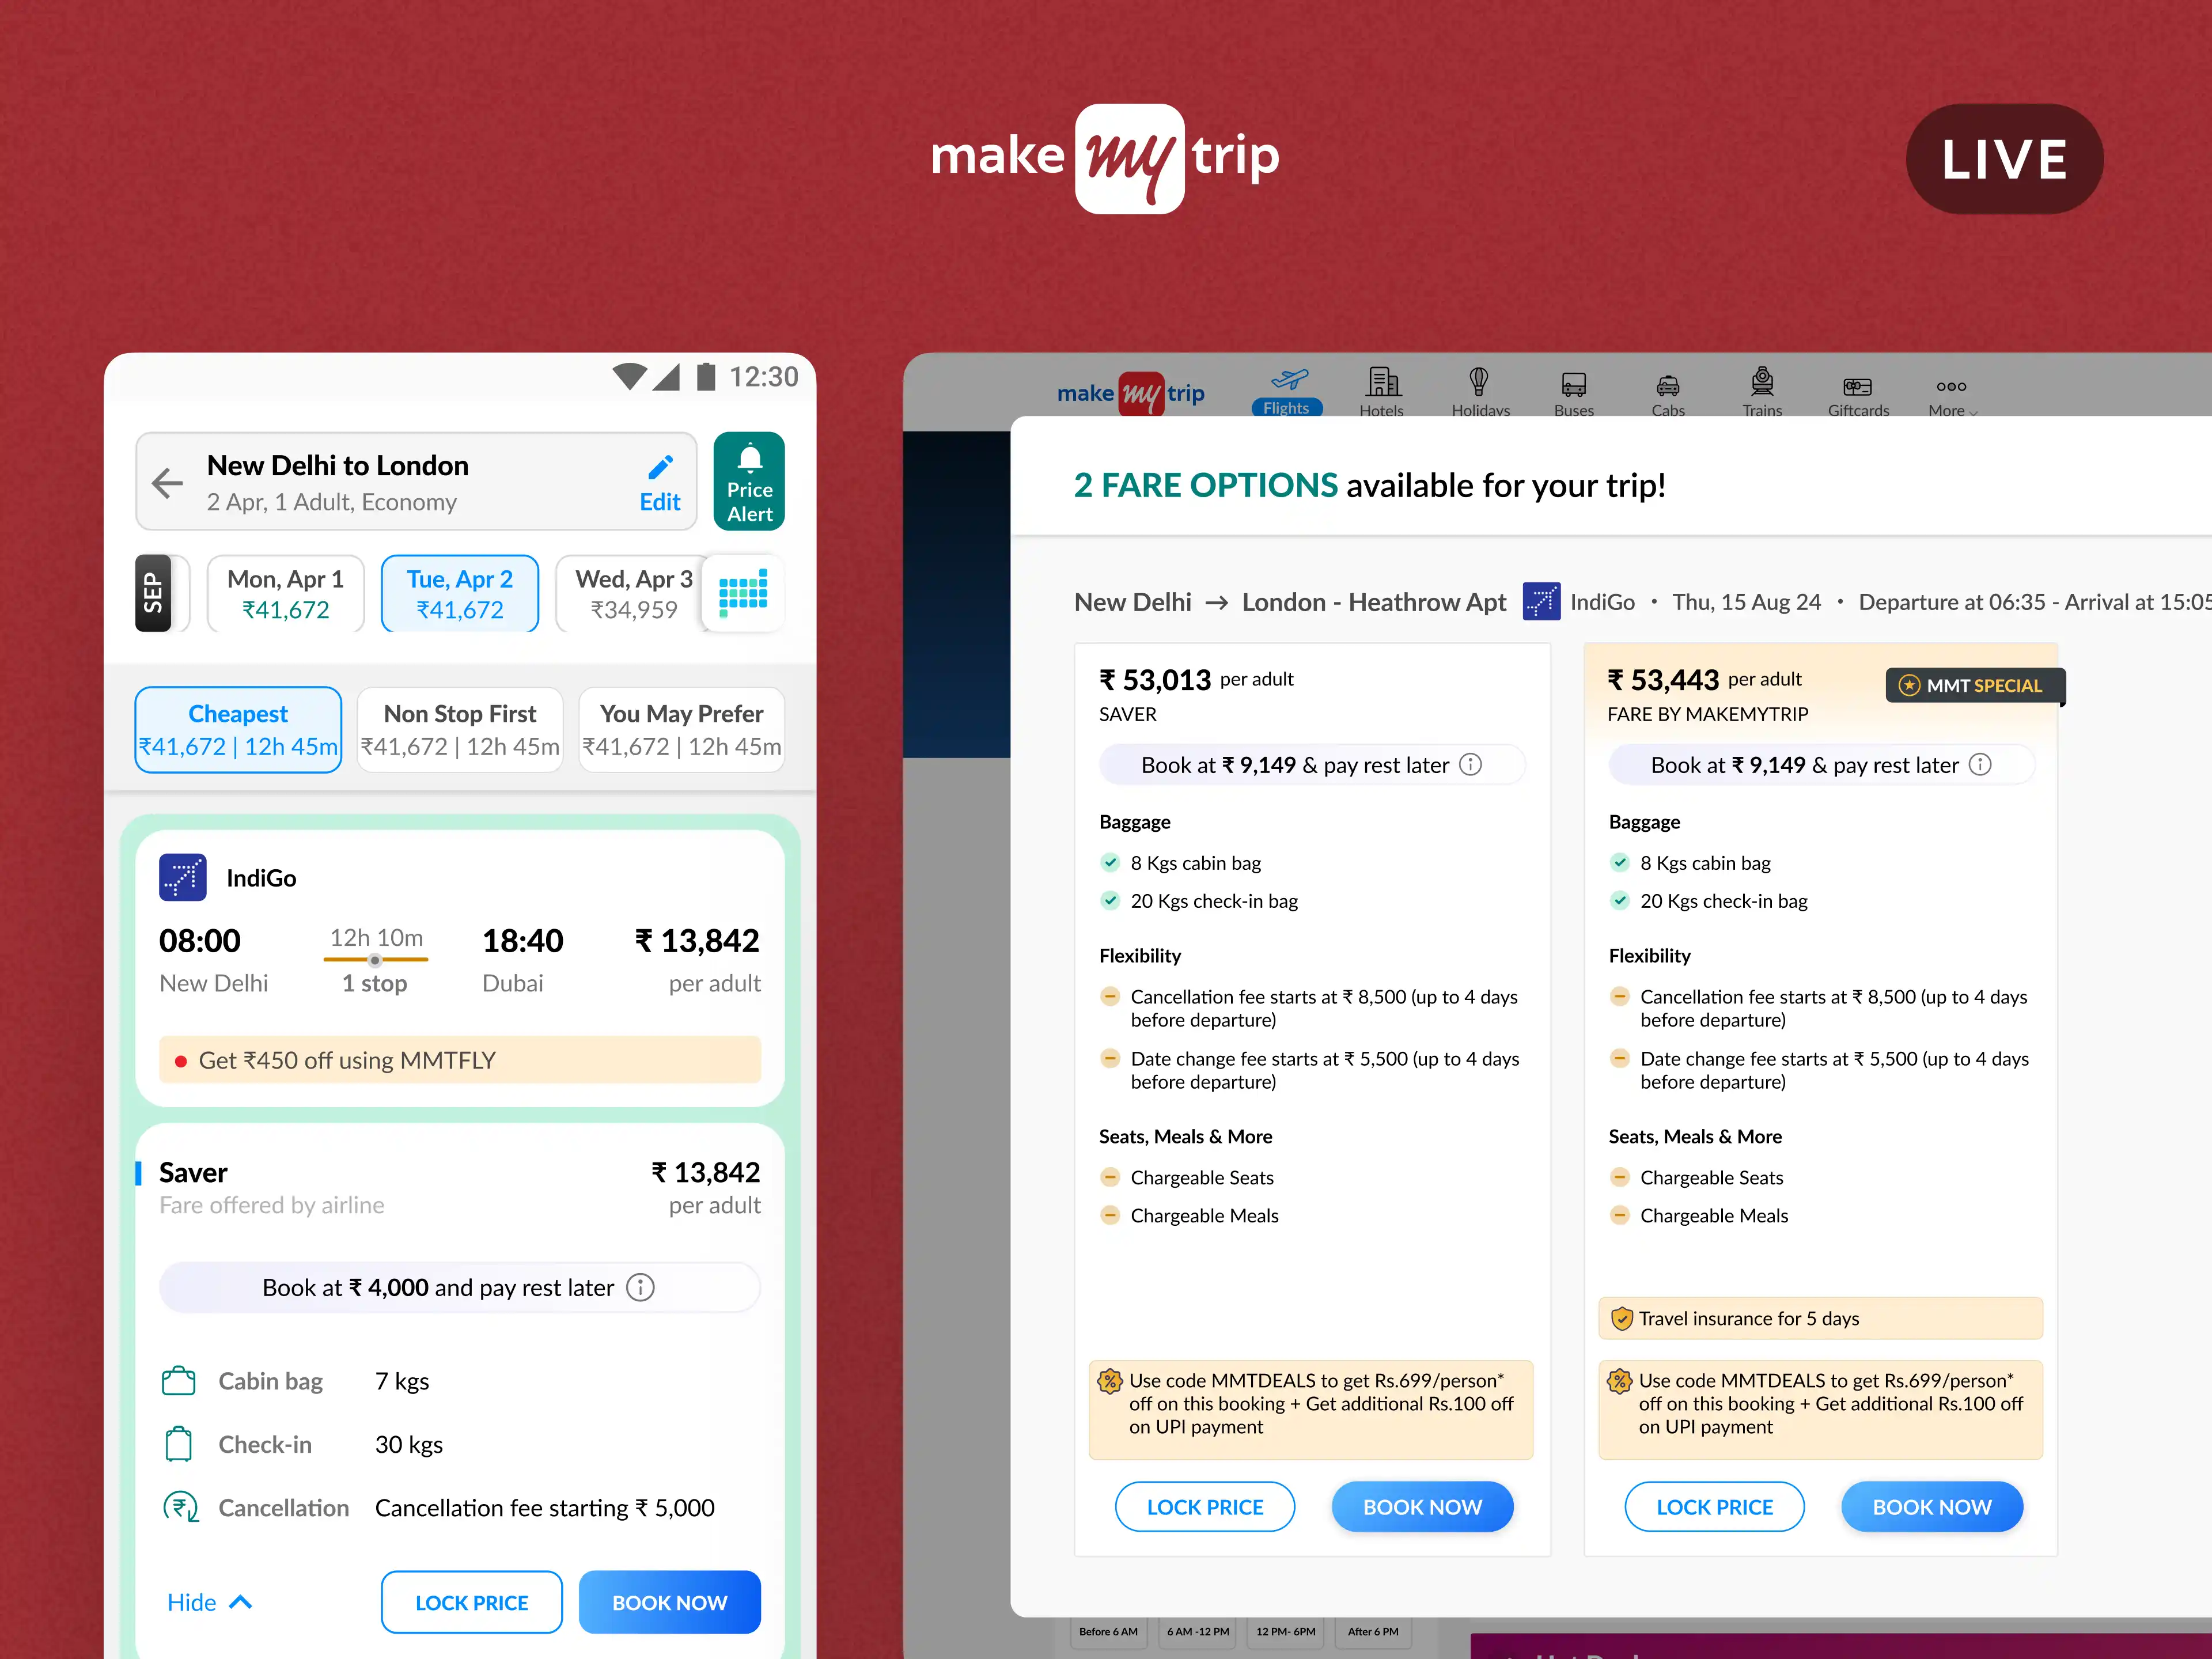 make my trip
LIVE
12:30
New Delhi to London
2 Apr, 1 Adult, Economy
Edit
Price
Alert
SEP
Mon, Apr 1
₹41,672
Tue, Apr 2
₹41,672
Wed, Apr 3
₹34,959
Cheapest
₹41,672 | 12h 45m
Non Stop First
₹41,672 | 12h 45m
You May Prefer
₹41,672 | 12h 45m
IndiGo
08:00
12h 10m
18:40
₹ 13,842
New Delhi
1 stop
Dubai
per adult
Get ₹450 off using MMTFLY
Saver
₹ 13,842
Fare offered by airline
per adult
Book at ₹ 4,000 and pay rest later
Cabin bag
7 kgs
Check-in
30 kgs
Cancellation
Cancellation fee starting ₹ 5,000
Hide
LOCK PRICE
BOOK NOW
make my trip
Flights
Hotels
Holidays
Buses
Cabs
Trains
Giftcards
More
2 FARE OPTIONS available for your trip!
New Delhi → London - Heathrow Apt
IndiGo • Thu, 15 Aug 24 • Departure at 06:35 - Arrival at 15:05
₹ 53,013 per adult
SAVER
Book at ₹ 9,149 & pay rest later
Baggage
8 Kgs cabin bag
20 Kgs check-in bag
Flexibility
Cancellation fee starts at ₹ 8,500 (up to 4 days
before departure)
Date change fee starts at ₹ 5,500 (up to 4 days
before departure)
Seats, Meals & More
Chargeable Seats
Chargeable Meals
Use code MMTDEALS to get Rs.699/person*
off on this booking + Get additional Rs.100 off
on UPI payment
LOCK PRICE
BOOK NOW
₹ 53,443 per adult
MMT SPECIAL
FARE BY MAKEMYTRIP
Book at ₹ 9,149 & pay rest later
Baggage
8 Kgs cabin bag
20 Kgs check-in bag
Flexibility
Cancellation fee starts at ₹ 8,500 (up to 4 days
before departure)
Date change fee starts at ₹ 5,500 (up to 4 days
before departure)
Seats, Meals & More
Chargeable Seats
Chargeable Meals
Travel insurance for 5 days
Use code MMTDEALS to get Rs.699/person*
off on this booking + Get additional Rs.100 off
on UPI payment
LOCK PRICE
BOOK NOW
Before 6 AM
6 AM -12 PM
12 PM- 6PM
After 6 PM